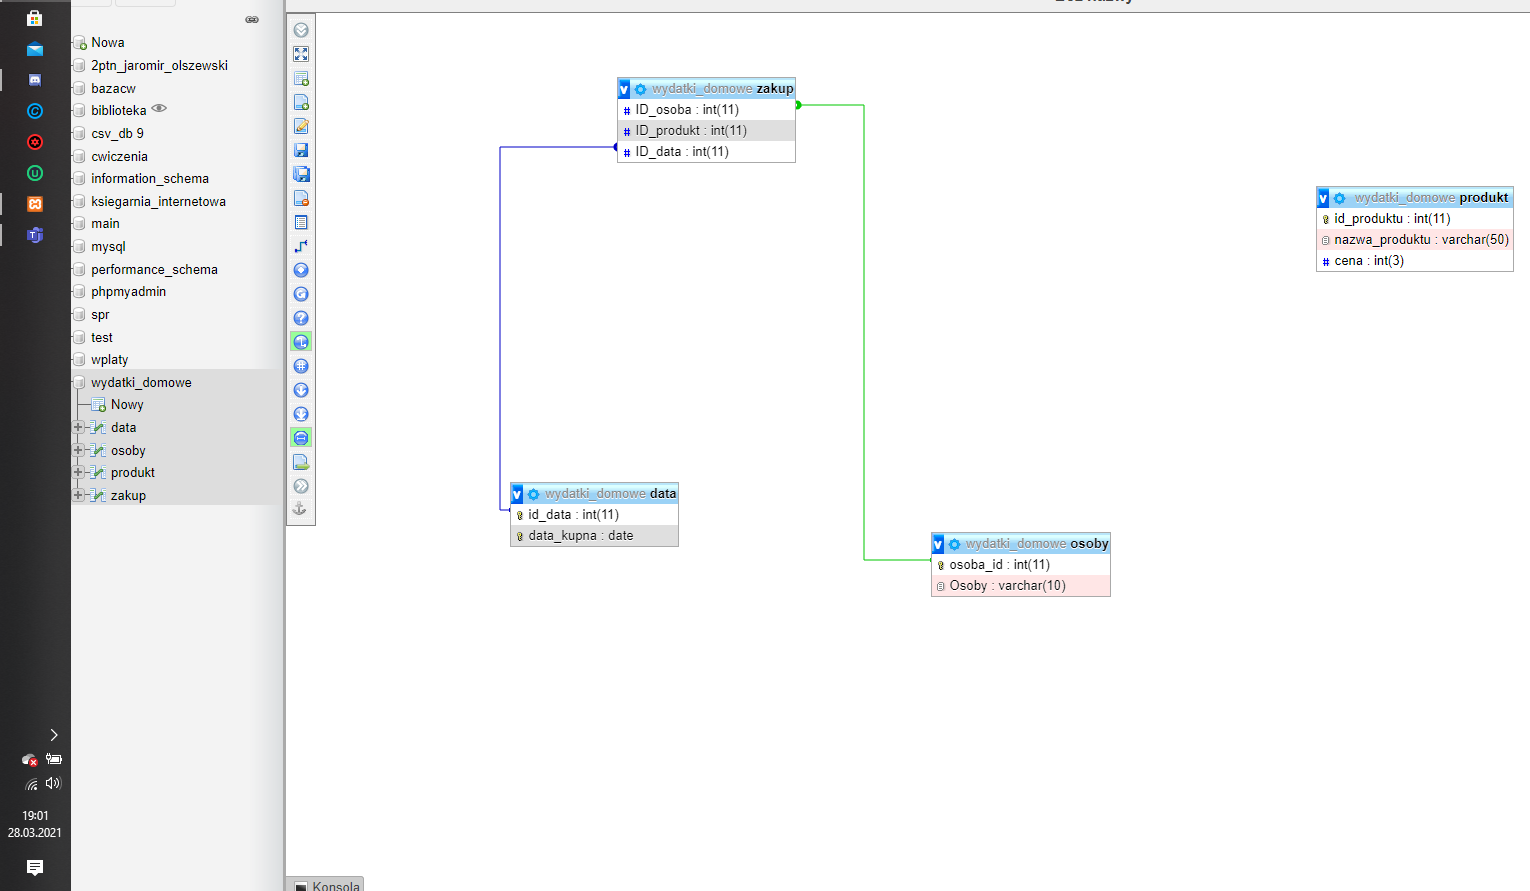 Nowa
2ptn_jaromir_olszewski
bazacw
biblioteka
csv_db 9
cwiczenia
information_schema
ksiegarnia_internetowa
main
mysql
performance_schema
phpmyadmin
spr
test
wplaty
wydatki_domowe
Nowy
data
osoby
produkt
zakup
19:01
28.03.2021
v wydatki_domowe zakup
# ID_osoba : int(11)
# ID_produkt : int(11)
# ID_data : int(11)
v wydatki_domowe produkt
id_produktu : int(11)
nazwa_produktu : varchar(50)
# cena : int(3)
v wydatki_domowe data
id_data : int(11)
data_kupna : date
v wydatki_domowe osoby
osoba_id : int(11)
Osoby : varchar(10)
Konsola